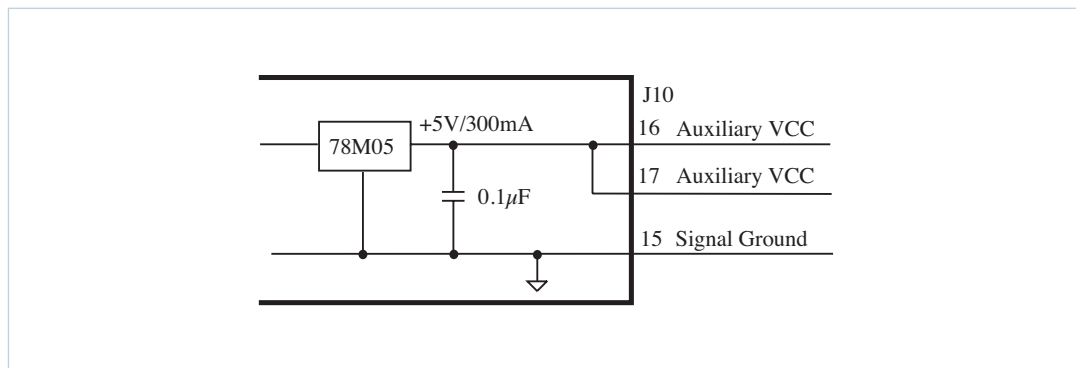 J10
+5V/300mA
16 Auxiliary VCC
78M05
17 Auxiliary VCC
0.1µF
15 Signal Ground